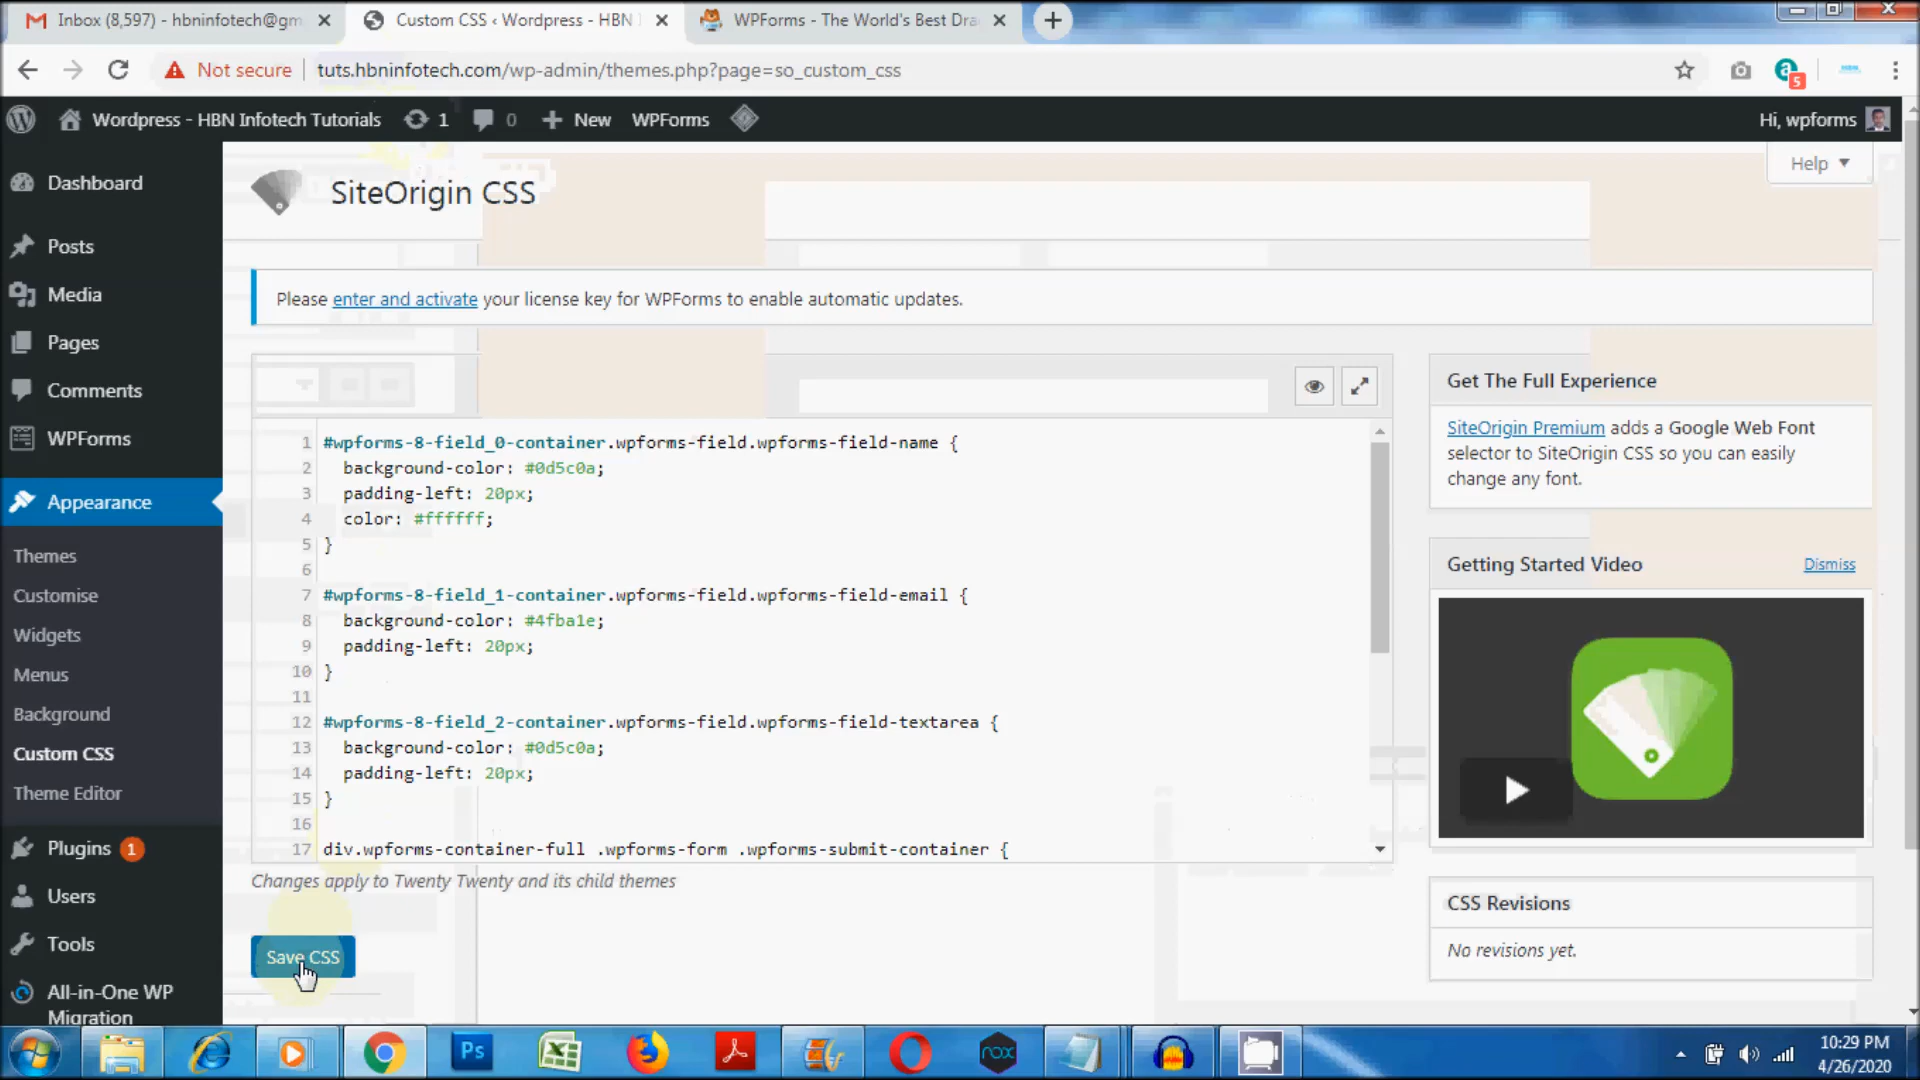 Inbox (8,597) - hbninfotech@gm
Custom CSS ‹ Wordpress - HBN
WPForms - The World's Best Dra
Not secure
tuts.hbninfotech.com/wp-admin/themes.php?page=so_custom_css
5
Wordpress - HBN Infotech Tutorials
1
0
New
WPForms
Hi, wpforms
Dashboard
Posts
Media
Pages
Comments
WPForms
Appearance
Themes
Customise
Widgets
Menus
Background
Custom CSS
Theme Editor
Plugins 1
Users
Tools
All-in-One WP
Migration
SiteOrigin CSS
Help
Please enter and activate your license key for WPForms to enable automatic updates.
1 #wpforms-8-field_0-container.wpforms-field.wpforms-field-name {
2 background-color: #0d5c0a;
3 padding-left: 20px;
4 color: #ffffff;
5 }
6
7 #wpforms-8-field_1-container.wpforms-field.wpforms-field-email {
8 background-color: #4fba1e;
9 padding-left: 20px;
10 }
11
12 #wpforms-8-field_2-container.wpforms-field.wpforms-field-textarea {
13 background-color: #0d5c0a;
14 padding-left: 20px;
15 }
16
17 div.wpforms-container-full .wpforms-form .wpforms-submit-container {
Changes apply to Twenty Twenty and its child themes
Save CSS
Get The Full Experience
SiteOrigin Premium adds a Google Web Font
selector to SiteOrigin CSS so you can easily
change any font.
Getting Started Video
Dismiss
CSS Revisions
No revisions yet.
Ps
nox
10:29 PM
4/26/2020